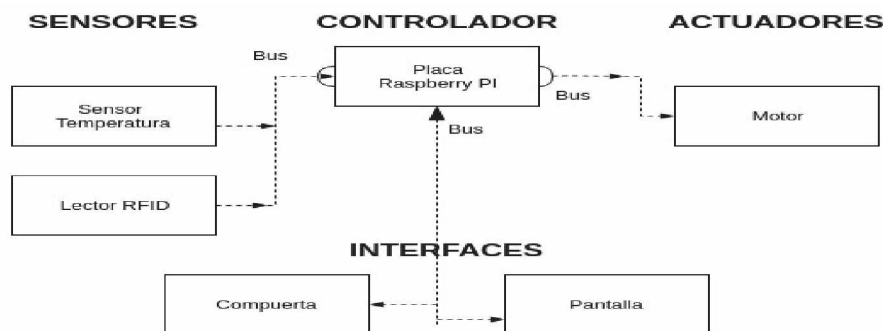 SENSORES
CONTROLADOR
ACTUADORES
Bus
Placa
Raspberry PI
Bus
Sensor
Temperatura
Motor
Bus
Lector RFID
INTERFACES
Compuerta
Pantalla